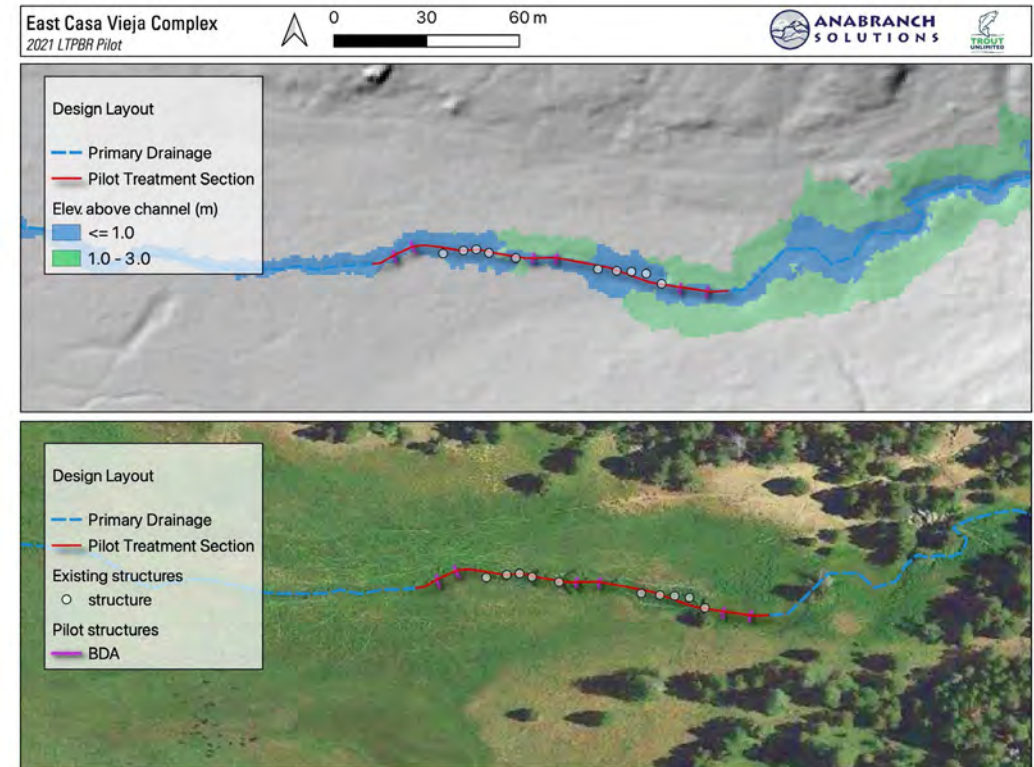 East Casa Vieja Complex
2021 LTPBR Pilot
0 30 60 m
ANABRANCH
SOLUTIONS
TROUT
UNLIMITED
Design Layout
Primary Drainage
Pilot Treatment Section
Elev. above channel (m)
<= 1.0
1.0 - 3.0
Design Layout
Primary Drainage
Pilot Treatment Section
Existing structures
structure
Pilot structures
BDA